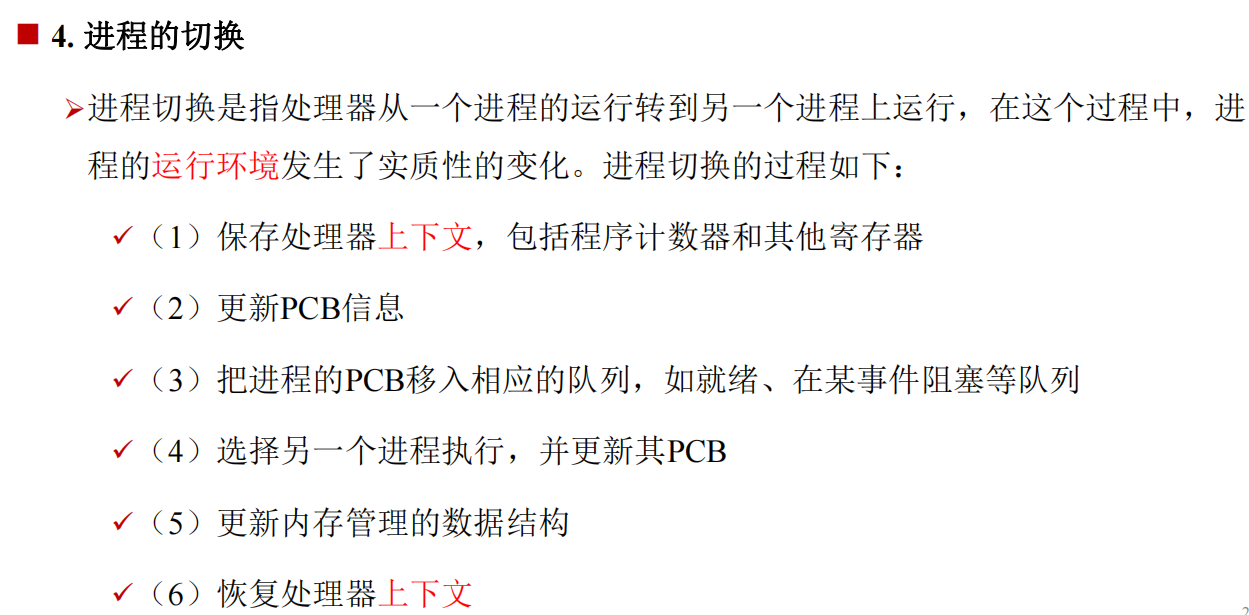 4. 进程的切换
进程切换是指处理器从一个进程的运行转到另一个进程上运行，在这个过程中，进
程的运行环境发生了实质性的变化。进程切换的过程如下：
（1）保存处理器上下文，包括程序计数器和其他寄存器
（2）更新PCB信息
（3）把进程的PCB移入相应的队列，如就绪、在某事件阻塞等队列
（4）选择另一个进程执行，并更新其PCB
（5）更新内存管理的数据结构
（6）恢复处理器上下文
2